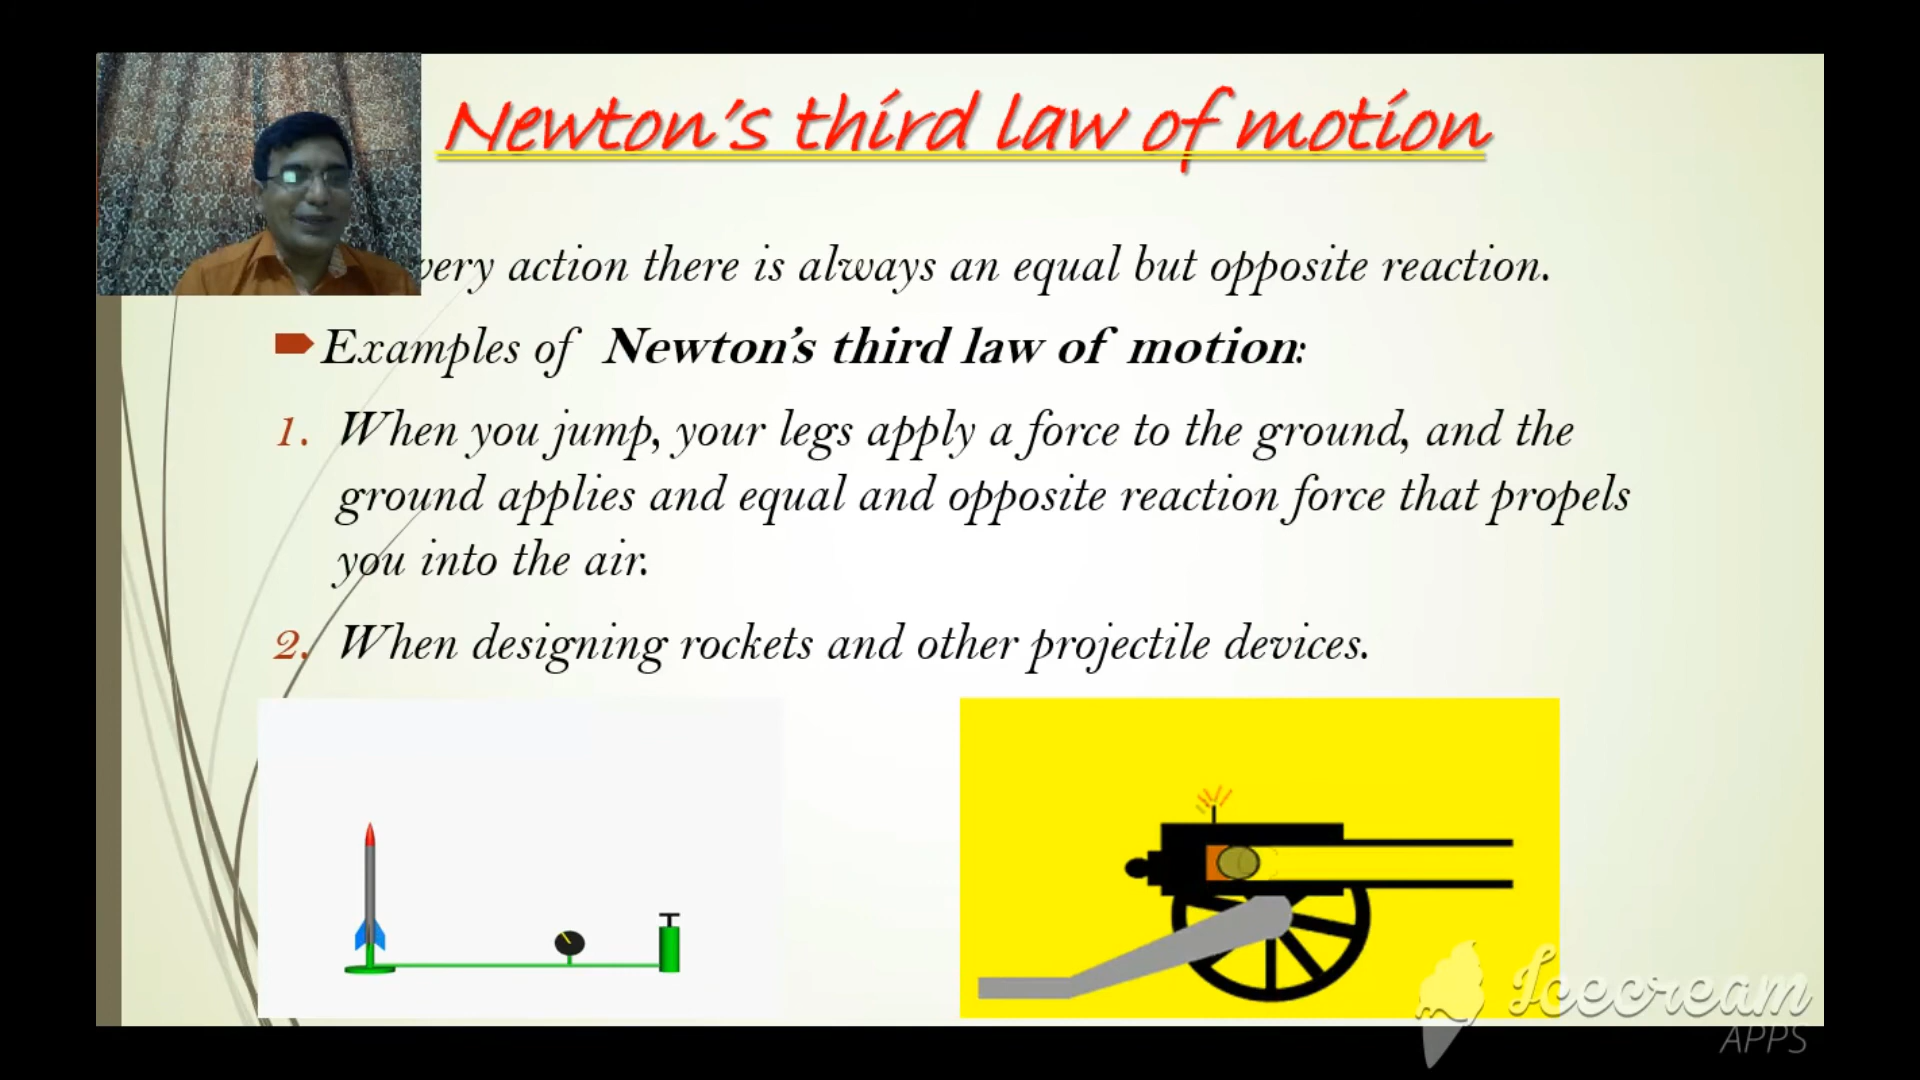 Newton's third law of motion
very action there is always an equal but opposite reaction.
Examples of Newton's third law of motion:
1. When you jump, your legs apply a force to the ground, and the
ground applies and equal and opposite reaction force that propels
you into the air.
2. When designing rockets and other projectile devices.
Icecream
APPS